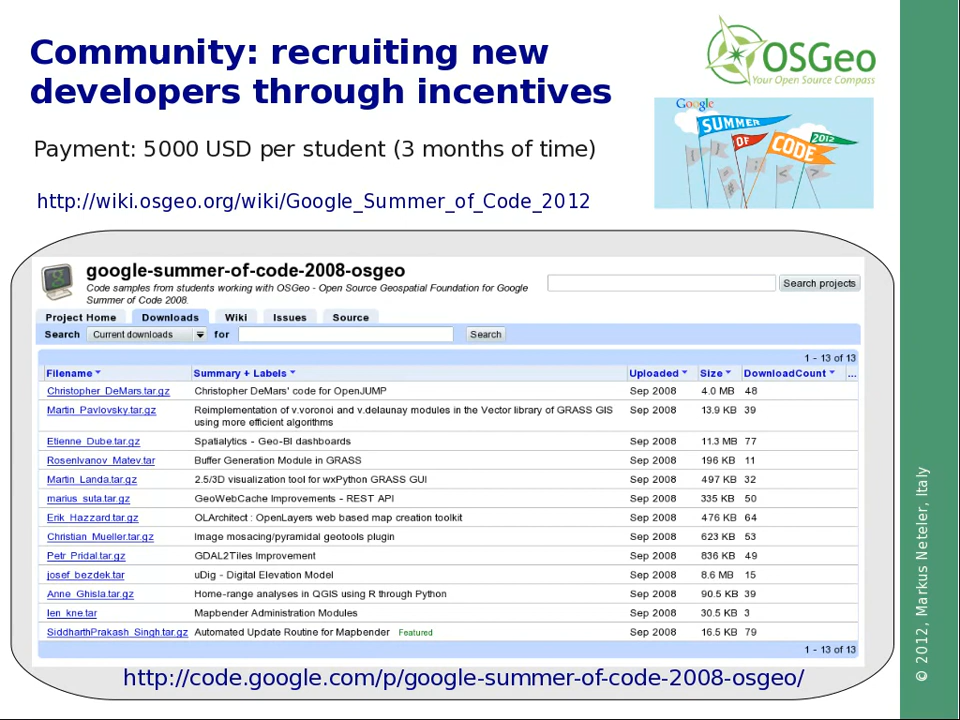 Community: recruiting new
developers through incentives
OSGeo
Your Open Source Compass
Google
SUMMER
OF
CODE
2012
Payment: 5000 USD per student (3 months of time)
http://wiki.osgeo.org/wiki/Google_Summer_of_Code_2012
google-summer-of-code-2008-osgeo
Code samples from students working with OSGeo - Open Source Geospatial Foundation for Google
Summer of Code 2008.
Search projects
Project Home Downloads Wiki Issues Source
Search Current downloads for Search
1 - 13 of 13
Filename Summary + Labels Uploaded Size DownloadCount ...
Christopher_DeMars.tar.gz Christopher DeMars' code for OpenJUMP Sep 2008 4.0 MB 48
Martin_Pavlovsky.tar.gz Reimplementation of v.voronoi and v.delaunay modules in the Vector library of GRASS GIS Sep 2008 13.9 KB 39
using more efficient algorithms
Etienne_Dube.tar.gz Spatialytics - Geo-BI dashboards Sep 2008 11.3 MB 77
RosenIvanov_Matev.tar Buffer Generation Module in GRASS Sep 2008 196 KB 11
Martin_Landa.tar.gz 2.5/3D visualization tool for wxPython GRASS GUI Sep 2008 497 KB 32
marius_suta.tar.gz GeoWebCache Improvements - REST API Sep 2008 335 KB 50
Erik_Hazzard.tar.gz OLArchitect : OpenLayers web based map creation toolkit Sep 2008 476 KB 64
Christian_Mueller.tar.gz Image mosacing/pyramidal geotools plugin Sep 2008 623 KB 53
Petr_Pridal.tar.gz GDAL2Tiles Improvement Sep 2008 836 KB 49
josef_bezdek.tar uDig - Digital Elevation Model Sep 2008 8.6 MB 15
Anne_Ghisla.tar.gz Home-range analyses in QGIS using R through Python Sep 2008 90.5 KB 39
len_kne.tar Mapbender Administration Modules Sep 2008 30.5 KB 3
SiddharthPrakash_Singh.tar.gz Automated Update Routine for Mapbender Featured Sep 2008 16.5 KB 79
1 - 13 of 13
http://code.google.com/p/google-summer-of-code-2008-osgeo/
© 2012, Markus Neteler, Italy